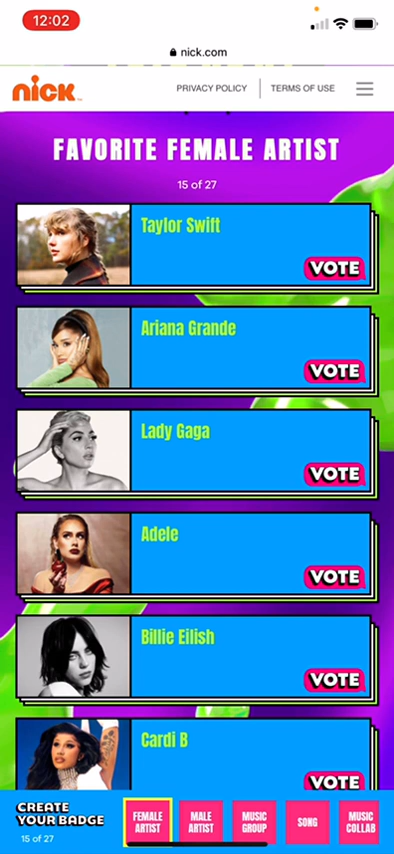 12:02
nick.com
nick
PRIVACY POLICY
TERMS OF USE
FAVORITE FEMALE ARTIST
15 of 27
Taylor Swift
VOTE
Ariana Grande
VOTE
Lady Gaga
VOTE
Adele
VOTE
Billie Eilish
VOTE
Cardi B
VOTE
CREATE
YOUR BADGE
15 of 27
FEMALE
ARTIST
MALE
ARTIST
MUSIC
GROUP
SONG
MUSIC
COLLAB